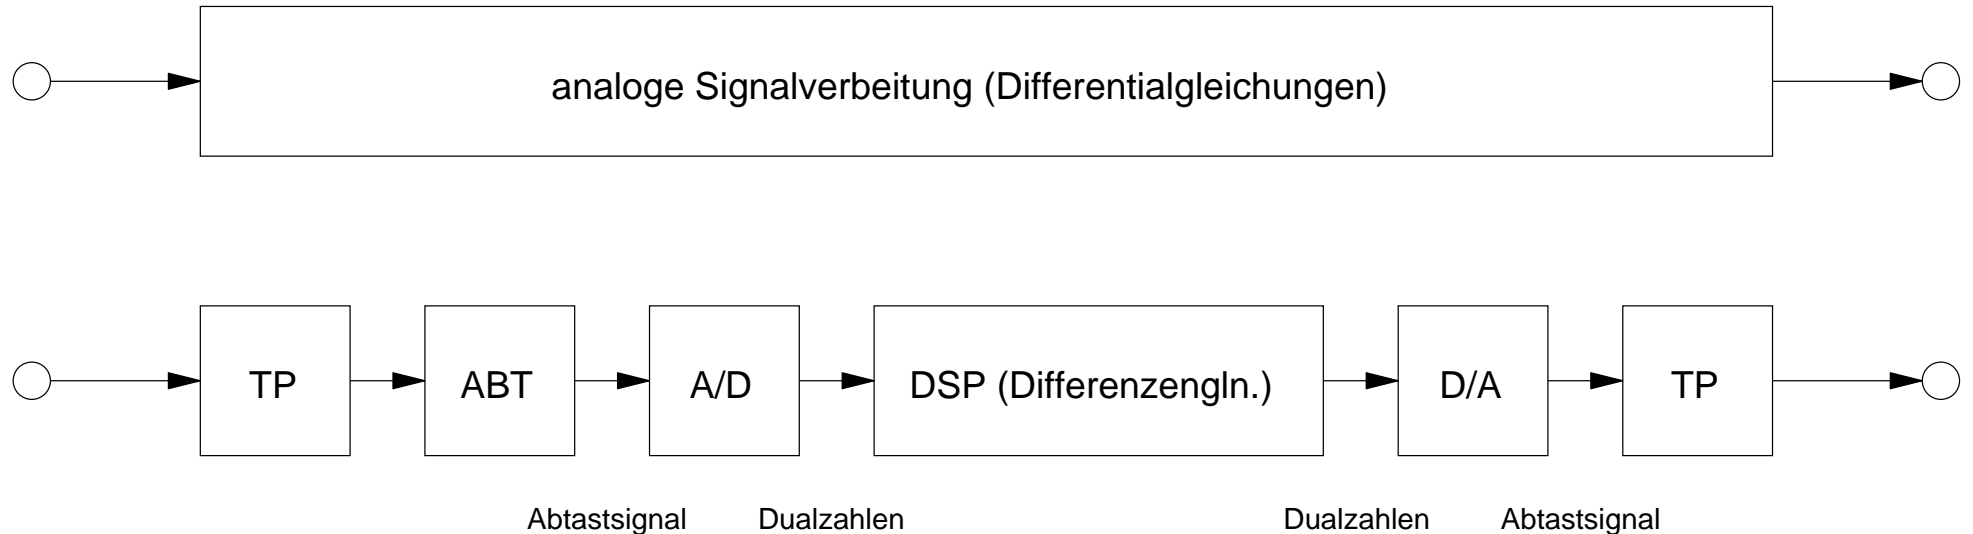 analoge Signalverbeitung (Differentialgleichungen)
TP ABT A/D DSP (Differenzengln.) D/A TP
Abtastsignal Dualzahlen Dualzahlen Abtastsignal